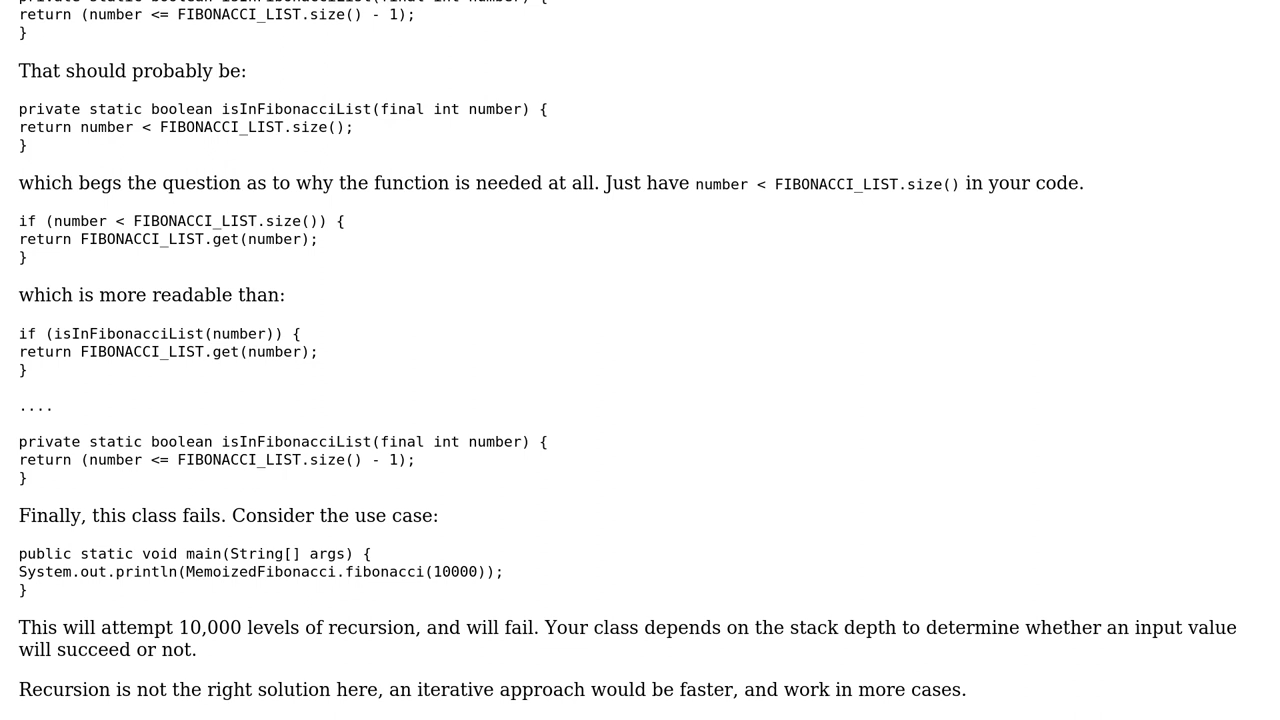 private static boolean isInFibonacciList(final int number) {
return (number <= FIBONACCI_LIST.size() - 1);
}
That should probably be:
private static boolean isInFibonacciList(final int number) {
return number < FIBONACCI_LIST.size();
}
which begs the question as to why the function is needed at all. Just have number < FIBONACCI_LIST.size() in your code.
if (number < FIBONACCI_LIST.size()) {
return FIBONACCI_LIST.get(number);
}
which is more readable than:
if (isInFibonacciList(number)) {
return FIBONACCI_LIST.get(number);
}
....
private static boolean isInFibonacciList(final int number) {
return (number <= FIBONACCI_LIST.size() - 1);
}
Finally, this class fails. Consider the use case:
public static void main(String[] args) {
System.out.println(MemoizedFibonacci.fibonacci(10000));
}
This will attempt 10,000 levels of recursion, and will fail. Your class depends on the stack depth to determine whether an input value
will succeed or not.
Recursion is not the right solution here, an iterative approach would be faster, and work in more cases.